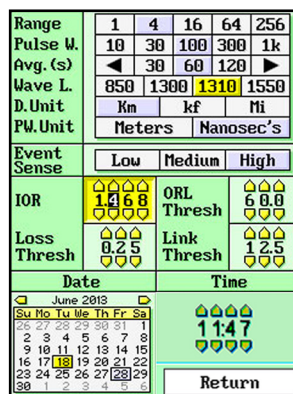 Range 1 4 16 64 256
Pulse W. 10 30 100 300 1k
Avg.(s) 30 60 120
Wave L. 850 1300 1310 1550
D.Unit Km kf Mi
PW.Unit Meters Nanosec's
Event Sense Low Medium High
IOR 1.468
ORL Thresh 60.0
Loss Thresh 0.25
Link Thresh 12.5
Date Time
June 2013
Su Mo Tu We Th Fr Sa
26 27 28 29 30 31 1
2 3 4 5 6 7 8
9 10 11 12 13 14 15
16 17 18 19 20 21 22
23 24 25 26 27 28 29
30 1 2 3 4 5 6
11:47
Return